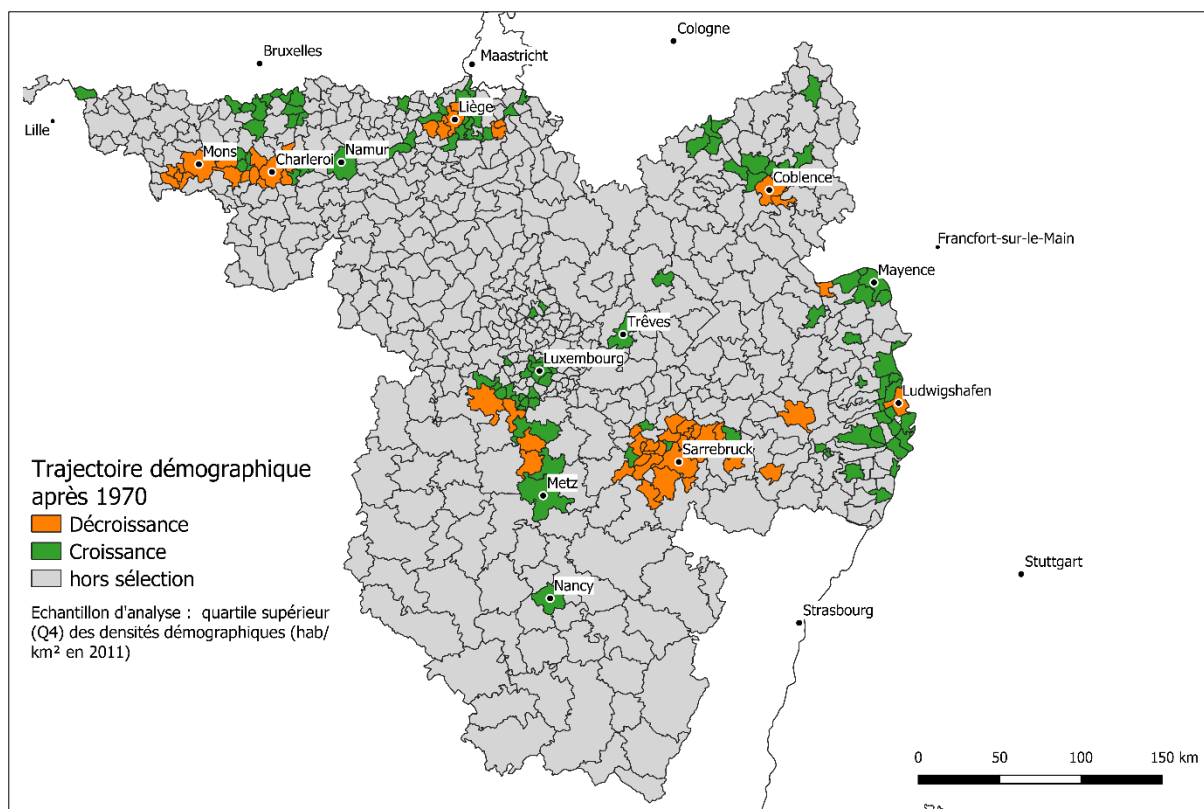 Cologne
Bruxelles
Maastricht
Liège
Lille
Mons
Charleroi
Namur
Coblence
Francfort-sur-le-Main
Mayence
Trêves
Luxembourg
Ludwigshafen
Sarrebruck
Metz
Nancy
Stuttgart
Strasbourg
Trajectoire démographique
après 1970
Décroissance
Croissance
hors sélection
Echantillon d'analyse : quartile supérieur
(Q4) des densités démographiques (hab/
km² en 2011)
0 50 100 150 km